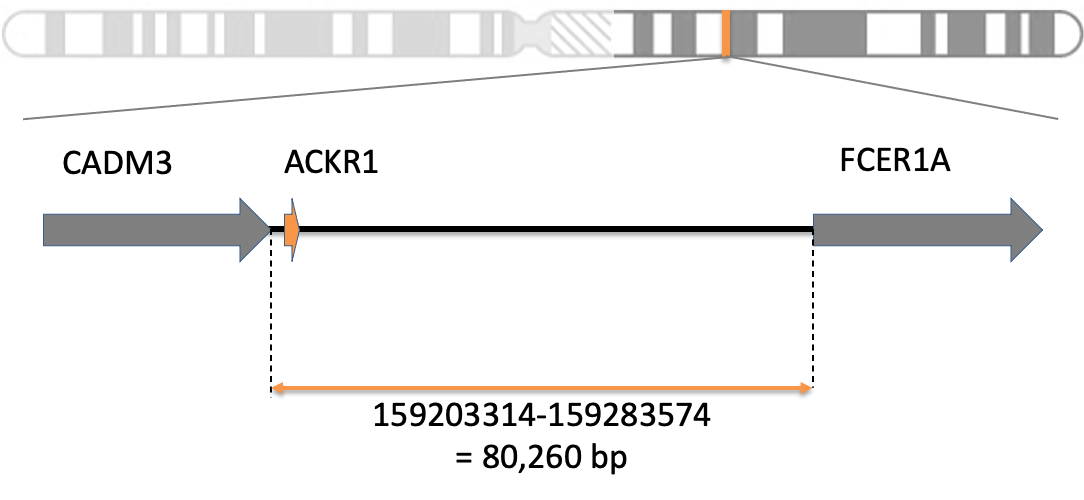 CADM3
ACKR1
FCER1A
159203314-159283574
= 80,260 bp